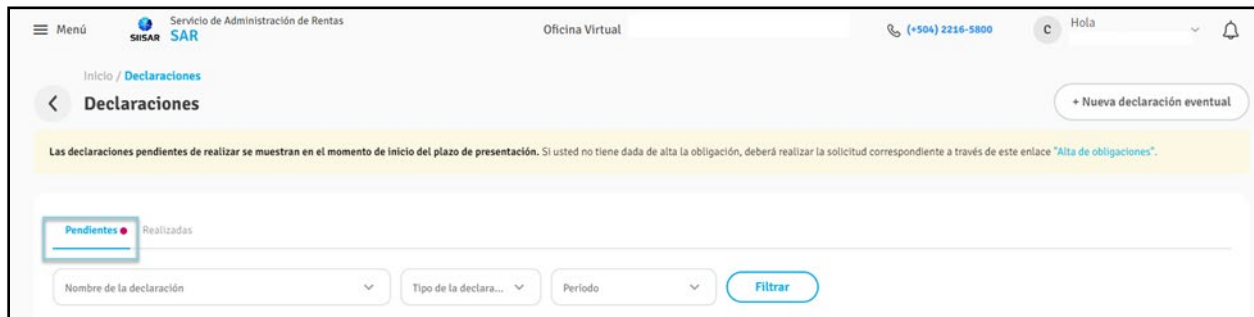 Menú
SIISAR
Servicio de Administración de Rentas
SAR
Oficina Virtual
(+504) 2216-5800
C
Hola
Inicio / Declaraciones
Declaraciones
+ Nueva declaración eventual
Las declaraciones pendientes de realizar se muestran en el momento de inicio del plazo de presentación. Si usted no tiene dada de alta la obligación, deberá realizar la solicitud correspondiente a través de este enlace "Alta de obligaciones".
Pendientes Realizadas
Nombre de la declaración
Tipo de la declara...
Periodo
Filtrar